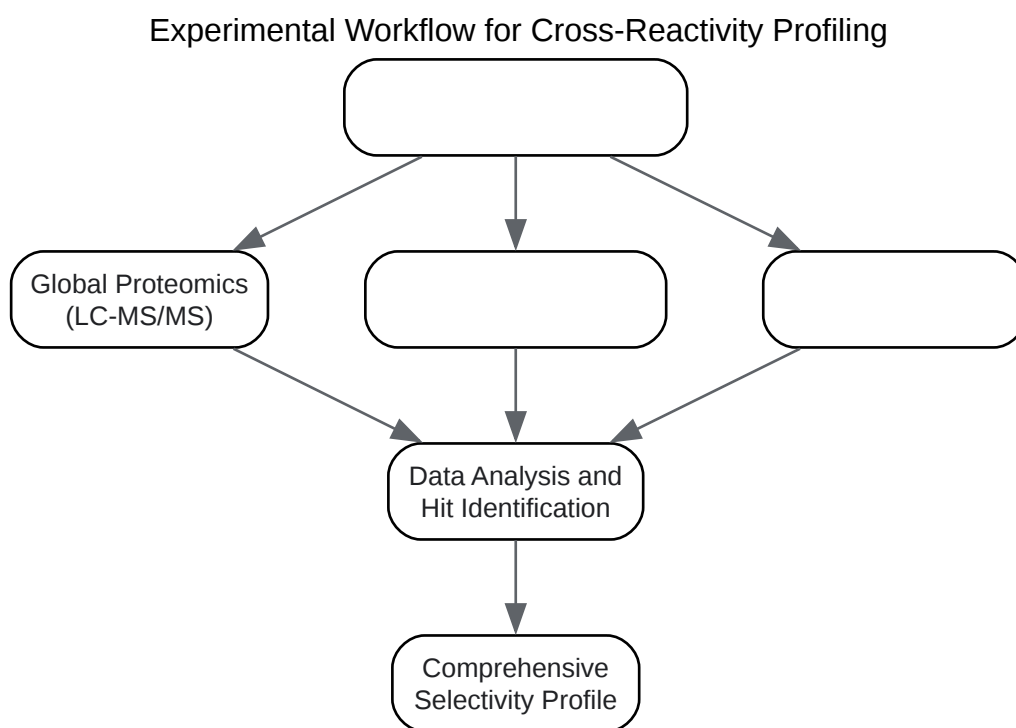 Experimental Workflow for Cross-Reactivity Profiling
Global Proteomics
(LC-MS/MS)
Data Analysis and
Hit Identification
Comprehensive
Selectivity Profile